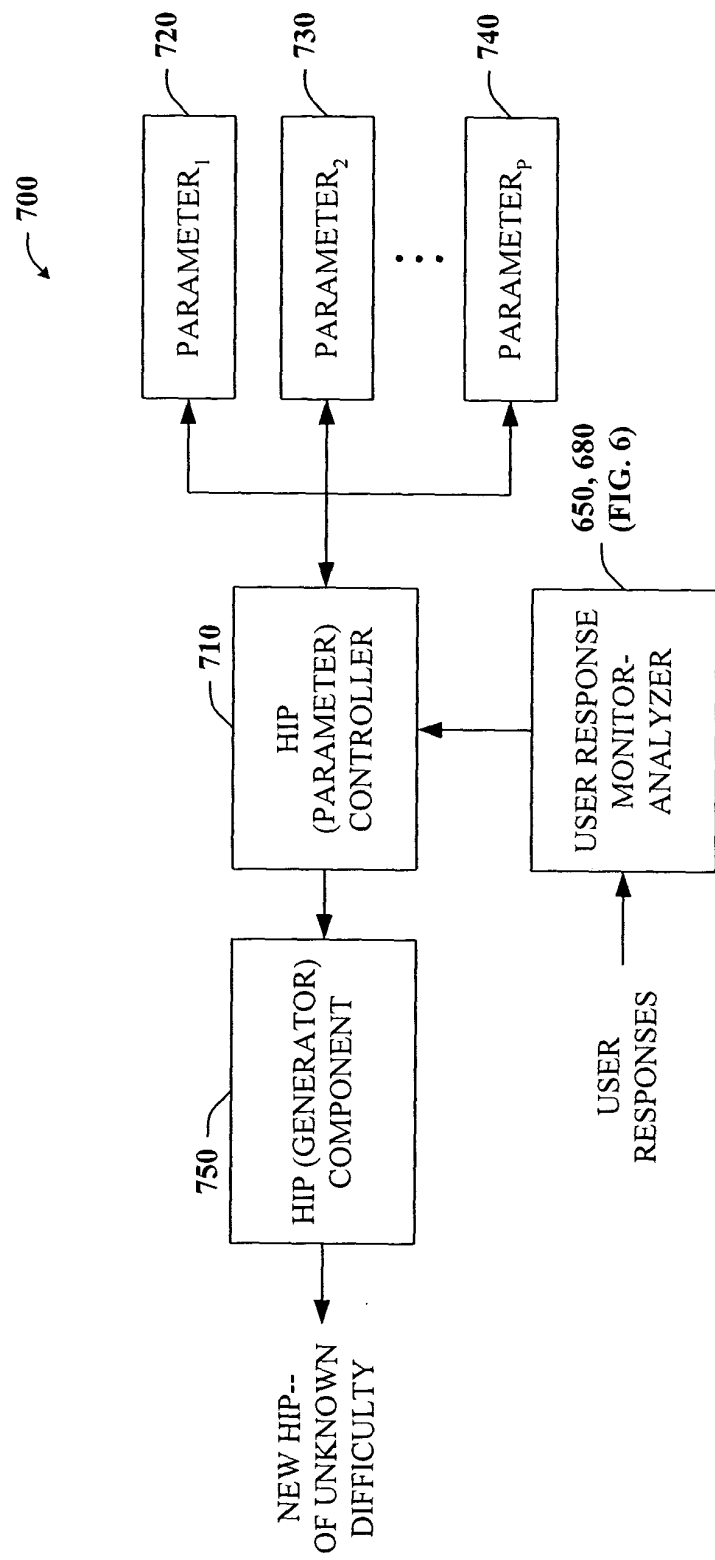 700
720
PARAMETER1
730
PARAMETER2
740
PARAMETERP
710
HIP
(PARAMETER)
CONTROLLER
650, 680
(FIG. 6)
USER RESPONSE
MONITOR-
ANALYZER
USER
RESPONSES
750
HIP (GENERATOR)
COMPONENT
NEW HIP--
OF UNKNOWN
DIFFICULTY